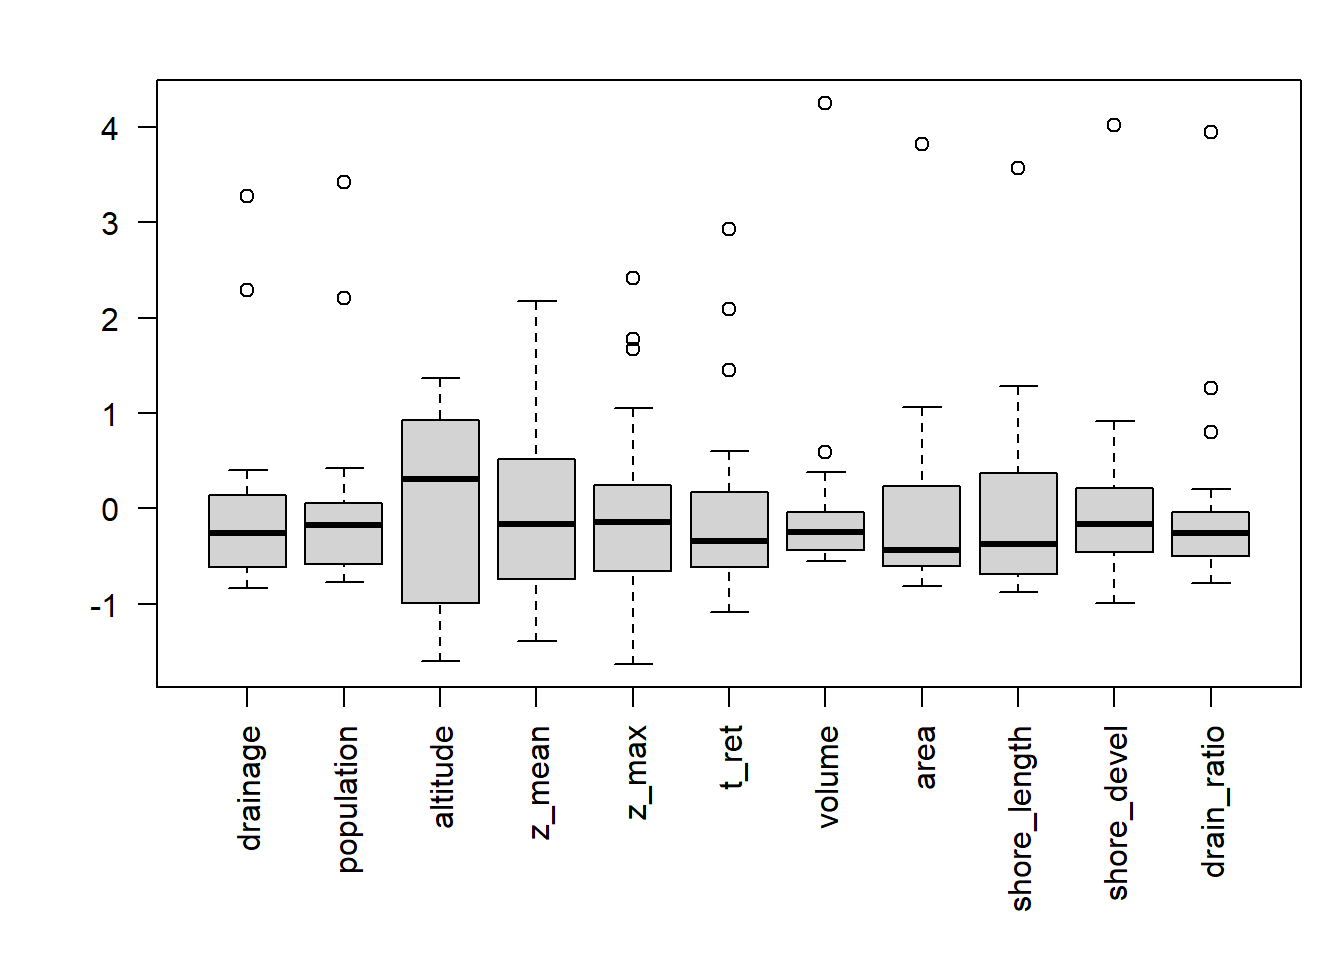 4
3
2
1
0
-1
drainage
population
altitude
z_mean
z_max
t_ret
volume
area
shore_length
shore_devel
drain_ratio